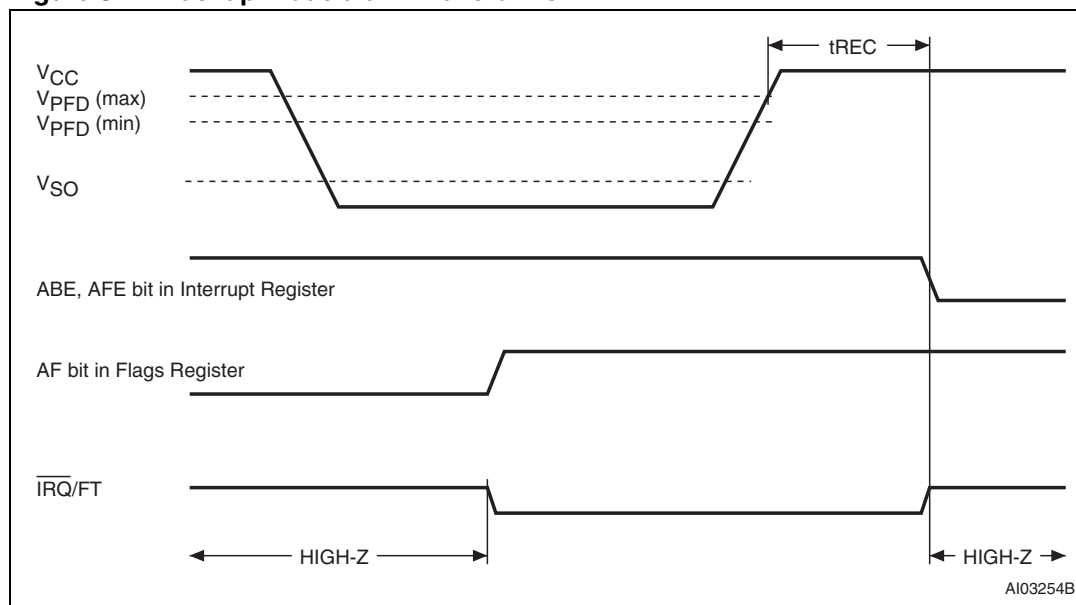 tREC
VCC
VPFD (max)
VPFD (min)
VSO
ABE, AFE bit in Interrupt Register
AF bit in Flags Register
IRQ/FT
HIGH-Z
HIGH-Z
AI03254B